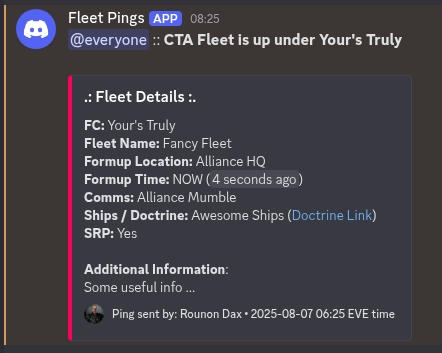 Fleet Pings APP 08:25
@everyone :: CTA Fleet is up under Your's Truly
.: Fleet Details :.
FC: Your's Truly
Fleet Name: Fancy Fleet
Formup Location: Alliance HQ
Formup Time: NOW (4 seconds ago)
Comms: Alliance Mumble
Ships / Doctrine: Awesome Ships (Doctrine Link)
SRP: Yes
Additional Information:
Some useful info ...
Ping sent by: Rounon Dax • 2025-08-07 06:25 EVE time